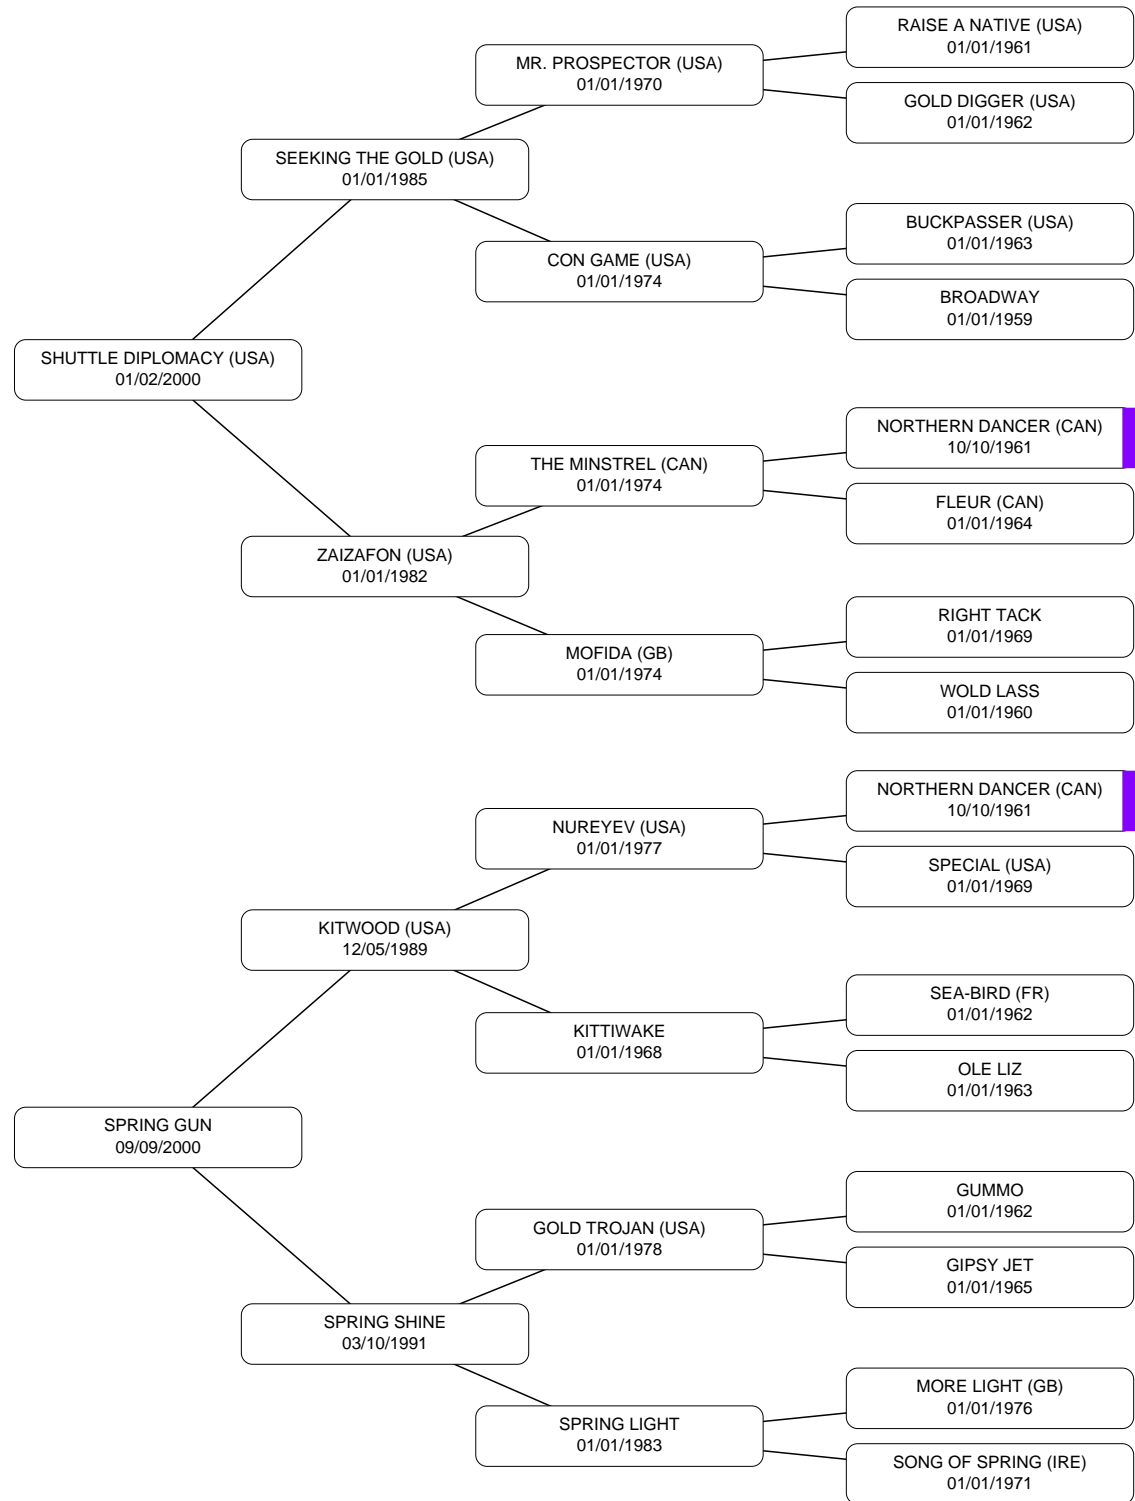 RAISE A NATIVE (USA)
01/01/1961
MR. PROSPECTOR (USA)
01/01/1970
GOLD DIGGER (USA)
01/01/1962
SEEKING THE GOLD (USA)
01/01/1985
BUCKPASSER (USA)
01/01/1963
CON GAME (USA)
01/01/1974
BROADWAY
01/01/1959
SHUTTLE DIPLOMACY (USA)
01/02/2000
NORTHERN DANCER (CAN)
10/10/1961
THE MINSTREL (CAN)
01/01/1974
FLEUR (CAN)
01/01/1964
ZAIZAFON (USA)
01/01/1982
RIGHT TACK
01/01/1969
MOFIDA (GB)
01/01/1974
WOLD LASS
01/01/1960
NORTHERN DANCER (CAN)
10/10/1961
NUREYEV (USA)
01/01/1977
SPECIAL (USA)
01/01/1969
KITWOOD (USA)
12/05/1989
SEA-BIRD (FR)
01/01/1962
KITTIWAKE
01/01/1968
OLE LIZ
01/01/1963
SPRING GUN
09/09/2000
GUMMO
01/01/1962
GOLD TROJAN (USA)
01/01/1978
GIPSY JET
01/01/1965
SPRING SHINE
03/10/1991
MORE LIGHT (GB)
01/01/1976
SPRING LIGHT
01/01/1983
SONG OF SPRING (IRE)
01/01/1971